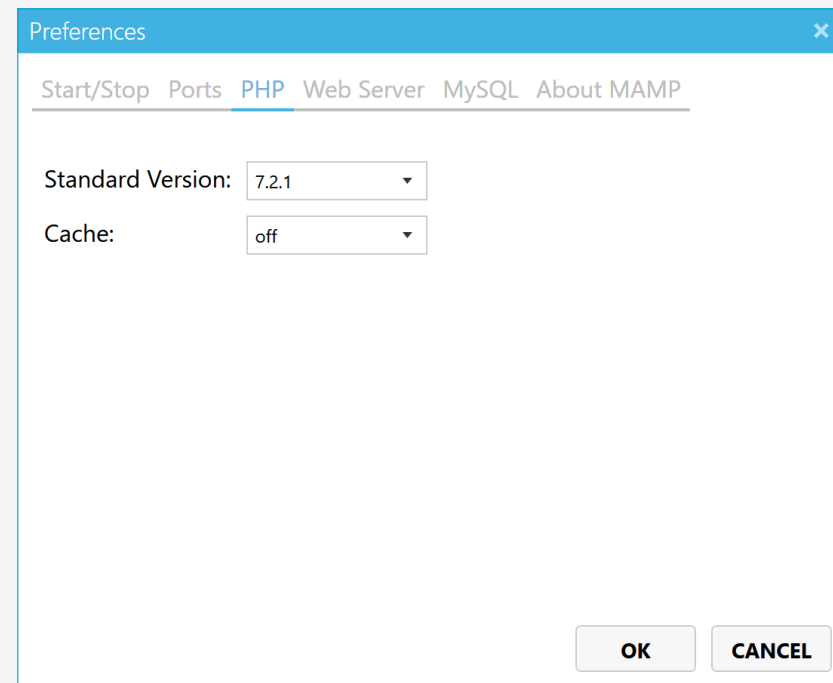 Preferences
Start/Stop Ports PHP Web Server MySQL About MAMP
Standard Version: 7.2.1
Cache: off
OK CANCEL